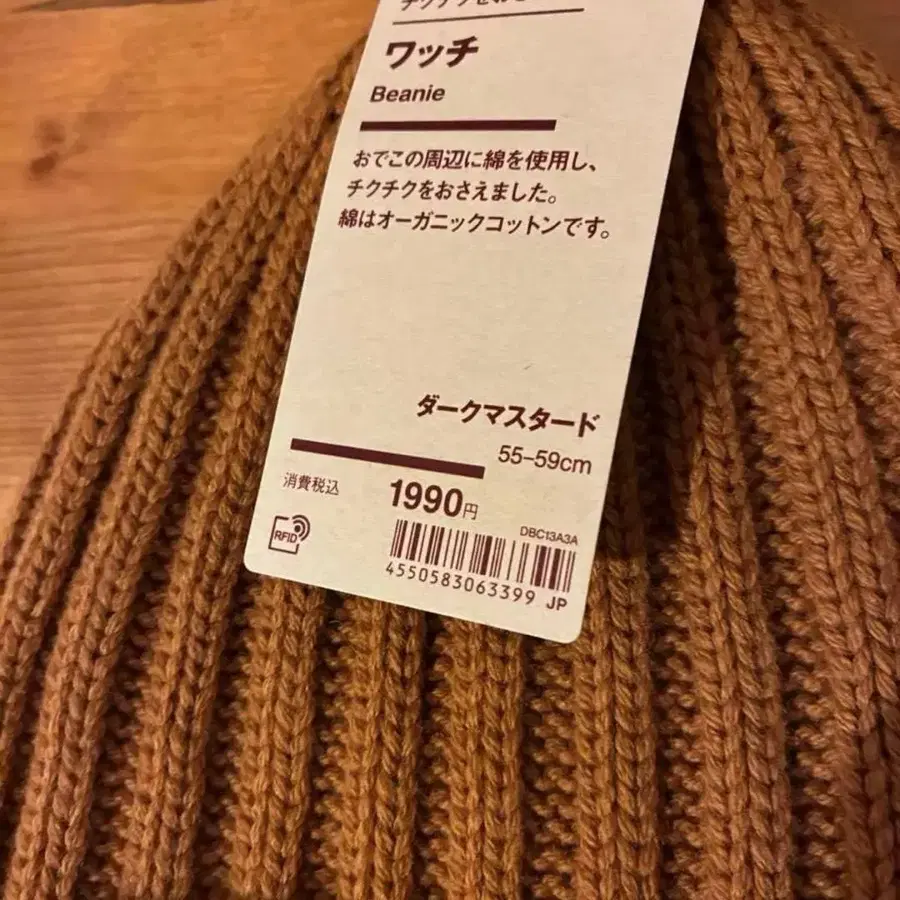 ワッチ
Beanie
おでこの周辺に綿を使用し、
チクチクをおさえました。
綿はオーガニックコットンです。
ダークマスタード
55-59cm
消費税込 1990円
RFID
DBC13A3A
4550583063399 JP